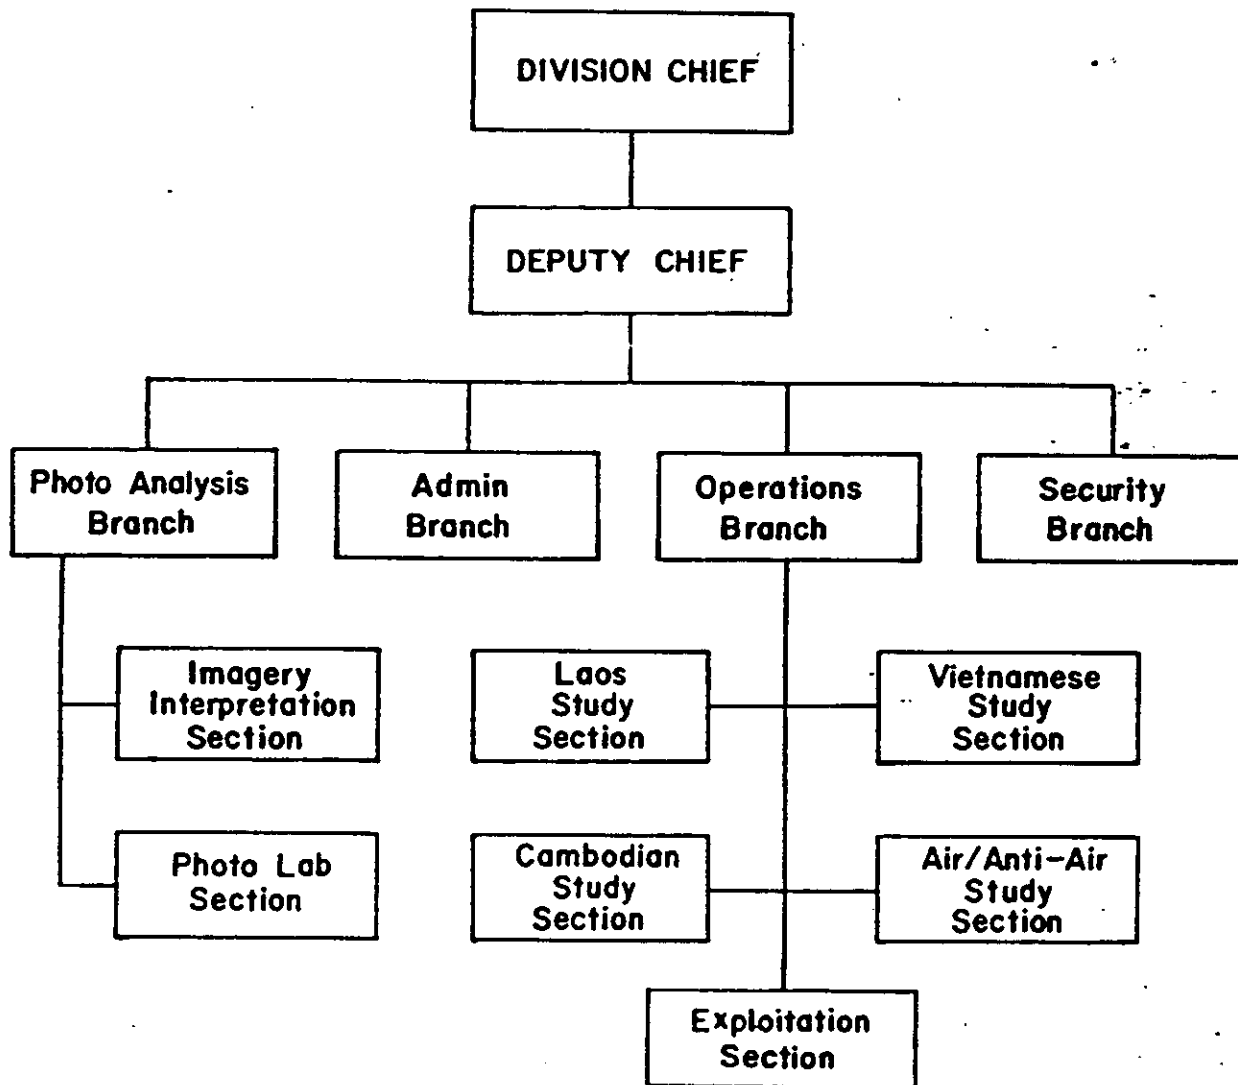 DIVISION CHIEF
DEPUTY CHIEF
Photo Analysis
Branch
Admin
Branch
Operations
Branch
Security
Branch
Imagery
Interpretation
Section
Laos
Study
Section
Vietnamese
Study
Section
Photo Lab
Section
Cambodian
Study
Section
Air/Anti-Air
Study
Section
Exploitation
Section